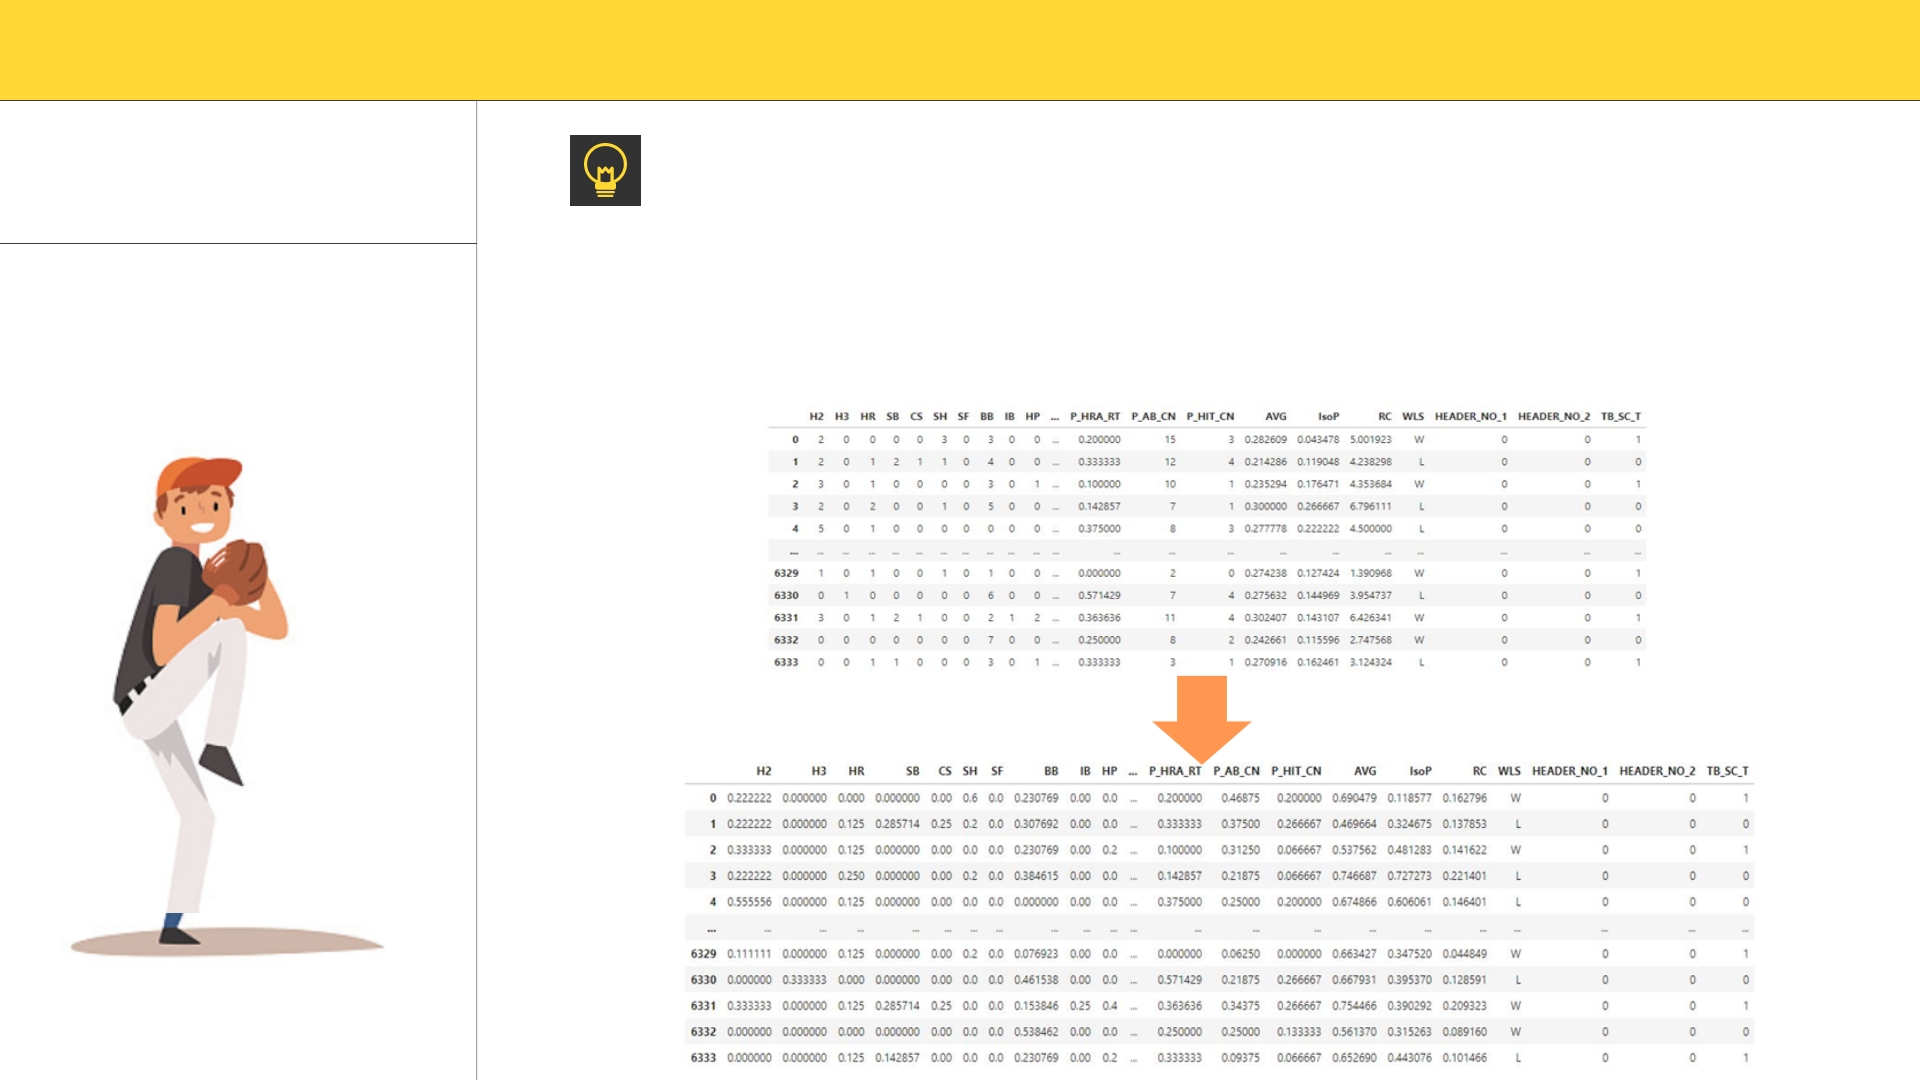 H2 H3 HR SB CS SH SF BB IB HP ... P_HRA_RT P_AB_CN P_HIT_CN AVG IsoP RC WLS HEADER_NO_1 HEADER_NO_2 TB_SC_T
0 2 0 0 0 0 3 0 3 0 0 ... 0.200000 15 3 0.282609 0.043478 5.001923 W 0 0 1
1 2 0 1 2 1 1 0 4 0 0 ... 0.333333 12 4 0.214286 0.119048 4.238298 L 0 0 0
2 3 0 1 0 0 0 0 3 0 1 ... 0.100000 10 1 0.235294 0.176471 4.353684 W 0 0 1
3 2 0 2 0 0 1 0 5 0 0 ... 0.142857 7 1 0.300000 0.266667 6.796111 L 0 0 0
4 5 0 1 0 0 0 0 0 0 0 ... 0.375000 8 3 0.277778 0.222222 4.500000 L 0 0 0
... ... ... ... ... ... ... ... ... ... ... ... ... ... ... ... ... ... ... ... ... ...
6329 1 0 1 0 0 1 0 1 0 0 ... 0.000000 2 0 0.274238 0.127424 1.390968 W 0 0 1
6330 0 1 0 0 0 0 0 6 0 0 ... 0.571429 7 4 0.275632 0.144969 3.954737 L 0 0 0
6331 3 0 1 2 1 0 0 2 1 2 ... 0.363636 11 4 0.302407 0.143107 6.426341 W 0 0 1
6332 0 0 0 0 0 0 0 7 0 0 ... 0.250000 8 2 0.242661 0.115596 2.747568 W 0 0 0
6333 0 0 1 1 0 0 0 3 0 1 ... 0.333333 3 1 0.270916 0.162461 3.124324 L 0 0 1
H2 H3 HR SB CS SH SF BB IB HP ... P_HRA_RT P_AB_CN P_HIT_CN AVG IsoP RC WLS HEADER_NO_1 HEADER_NO_2 TB_SC_T
0 0.222222 0.000000 0.000 0.000000 0.00 0.6 0.0 0.230769 0.00 0.0 ... 0.200000 0.46875 0.200000 0.690479 0.118577 0.162796 W 0 0 1
1 0.222222 0.000000 0.125 0.285714 0.25 0.2 0.0 0.307692 0.00 0.0 ... 0.333333 0.37500 0.266667 0.469664 0.324675 0.137853 L 0 0 0
2 0.333333 0.000000 0.125 0.000000 0.00 0.0 0.0 0.230769 0.00 0.2 ... 0.100000 0.31250 0.066667 0.537562 0.481283 0.141622 W 0 0 1
3 0.222222 0.000000 0.250 0.000000 0.00 0.2 0.0 0.384615 0.00 0.0 ... 0.142857 0.21875 0.066667 0.746687 0.727273 0.221401 L 0 0 0
4 0.555556 0.000000 0.125 0.000000 0.00 0.0 0.0 0.000000 0.00 0.0 ... 0.375000 0.25000 0.200000 0.674866 0.606061 0.146401 L 0 0 0
... ... ... ... ... ... ... ... ... ... ... ... ... ... ... ... ... ... ... ... ... ...
6329 0.111111 0.000000 0.125 0.000000 0.00 0.2 0.0 0.076923 0.00 0.0 ... 0.000000 0.06250 0.000000 0.663427 0.347520 0.044849 W 0 0 1
6330 0.000000 0.333333 0.000 0.000000 0.00 0.0 0.0 0.461538 0.00 0.0 ... 0.571429 0.21875 0.266667 0.667931 0.395370 0.128591 L 0 0 0
6331 0.333333 0.000000 0.125 0.285714 0.25 0.0 0.0 0.153846 0.25 0.4 ... 0.363636 0.34375 0.266667 0.754466 0.390292 0.209323 W 0 0 1
6332 0.000000 0.000000 0.000 0.000000 0.00 0.0 0.0 0.538462 0.00 0.0 ... 0.250000 0.25000 0.133333 0.561370 0.315263 0.089160 W 0 0 0
6333 0.000000 0.000000 0.125 0.142857 0.00 0.0 0.0 0.230769 0.00 0.2 ... 0.333333 0.09375 0.066667 0.652690 0.443076 0.101466 L 0 0 1